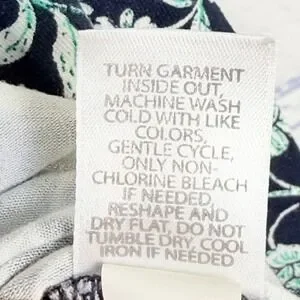 TURN GARMENT
INSIDE OUT,
MACHINE WASH
COLD WITH LIKE
COLORS,
GENTLE CYCLE,
ONLY NON-
CHLORINE BLEACH
IF NEEDED,
RESHAPE AND
DRY FLAT, DO NOT
TUMBLE DRY, COOL
IRON IF NEEDED